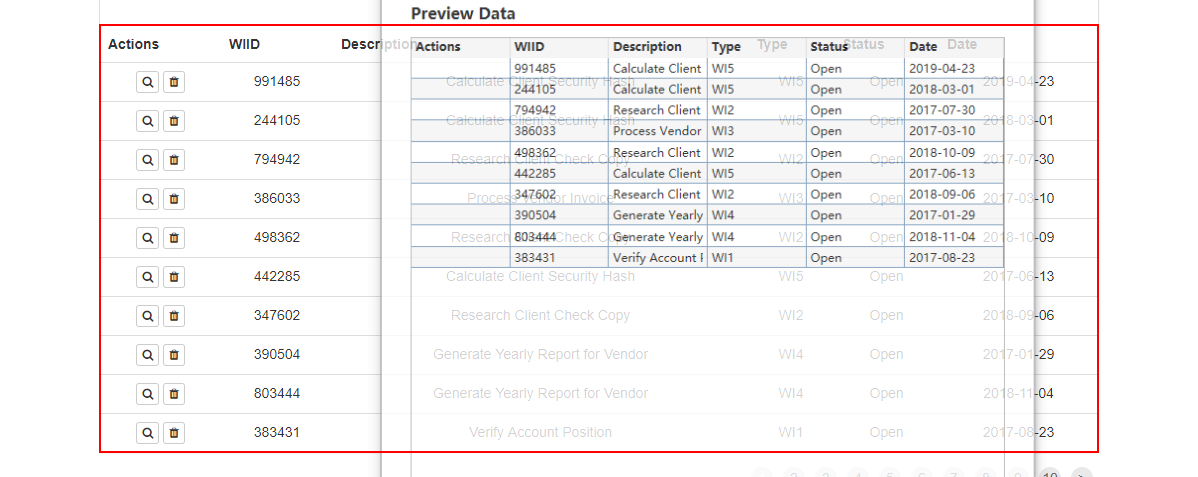 Preview Data
Actions WIID Description Type Status Date
991485 Calculate Client Security Hash WI5 Open 2019-04-23
244105 Calculate Client Security Hash WI5 Open 2018-03-01
794942 Research Client Check Copy WI2 Open 2017-07-30
386033 Process Vendor Invoice WI3 Open 2017-03-10
498362 Research Client Check Copy WI2 Open 2018-10-09
442285 Calculate Client Security Hash WI5 Open 2017-06-13
347602 Research Client Check Copy WI2 Open 2018-09-06
390504 Generate Yearly Report for Vendor WI4 Open 2017-01-29
803444 Generate Yearly Report for Vendor WI4 Open 2018-11-04
383431 Verify Account Position WI1 Open 2017-08-23
Actions WIID Description Type Status Date
991485 Calculate Client WI5 Open 2019-04-23
244105 Calculate Client WI5 Open 2018-03-01
794942 Research Client WI2 Open 2017-07-30
386033 Process Vendor WI3 Open 2017-03-10
498362 Research Client WI2 Open 2018-10-09
442285 Calculate Client WI5 Open 2017-06-13
347602 Research Client WI2 Open 2018-09-06
390504 Generate Yearly WI4 Open 2017-01-29
803444 Generate Yearly WI4 Open 2018-11-04
383431 Verify Account WI1 Open 2017-08-23
2 3 4 5 6 7 8 9 10 >